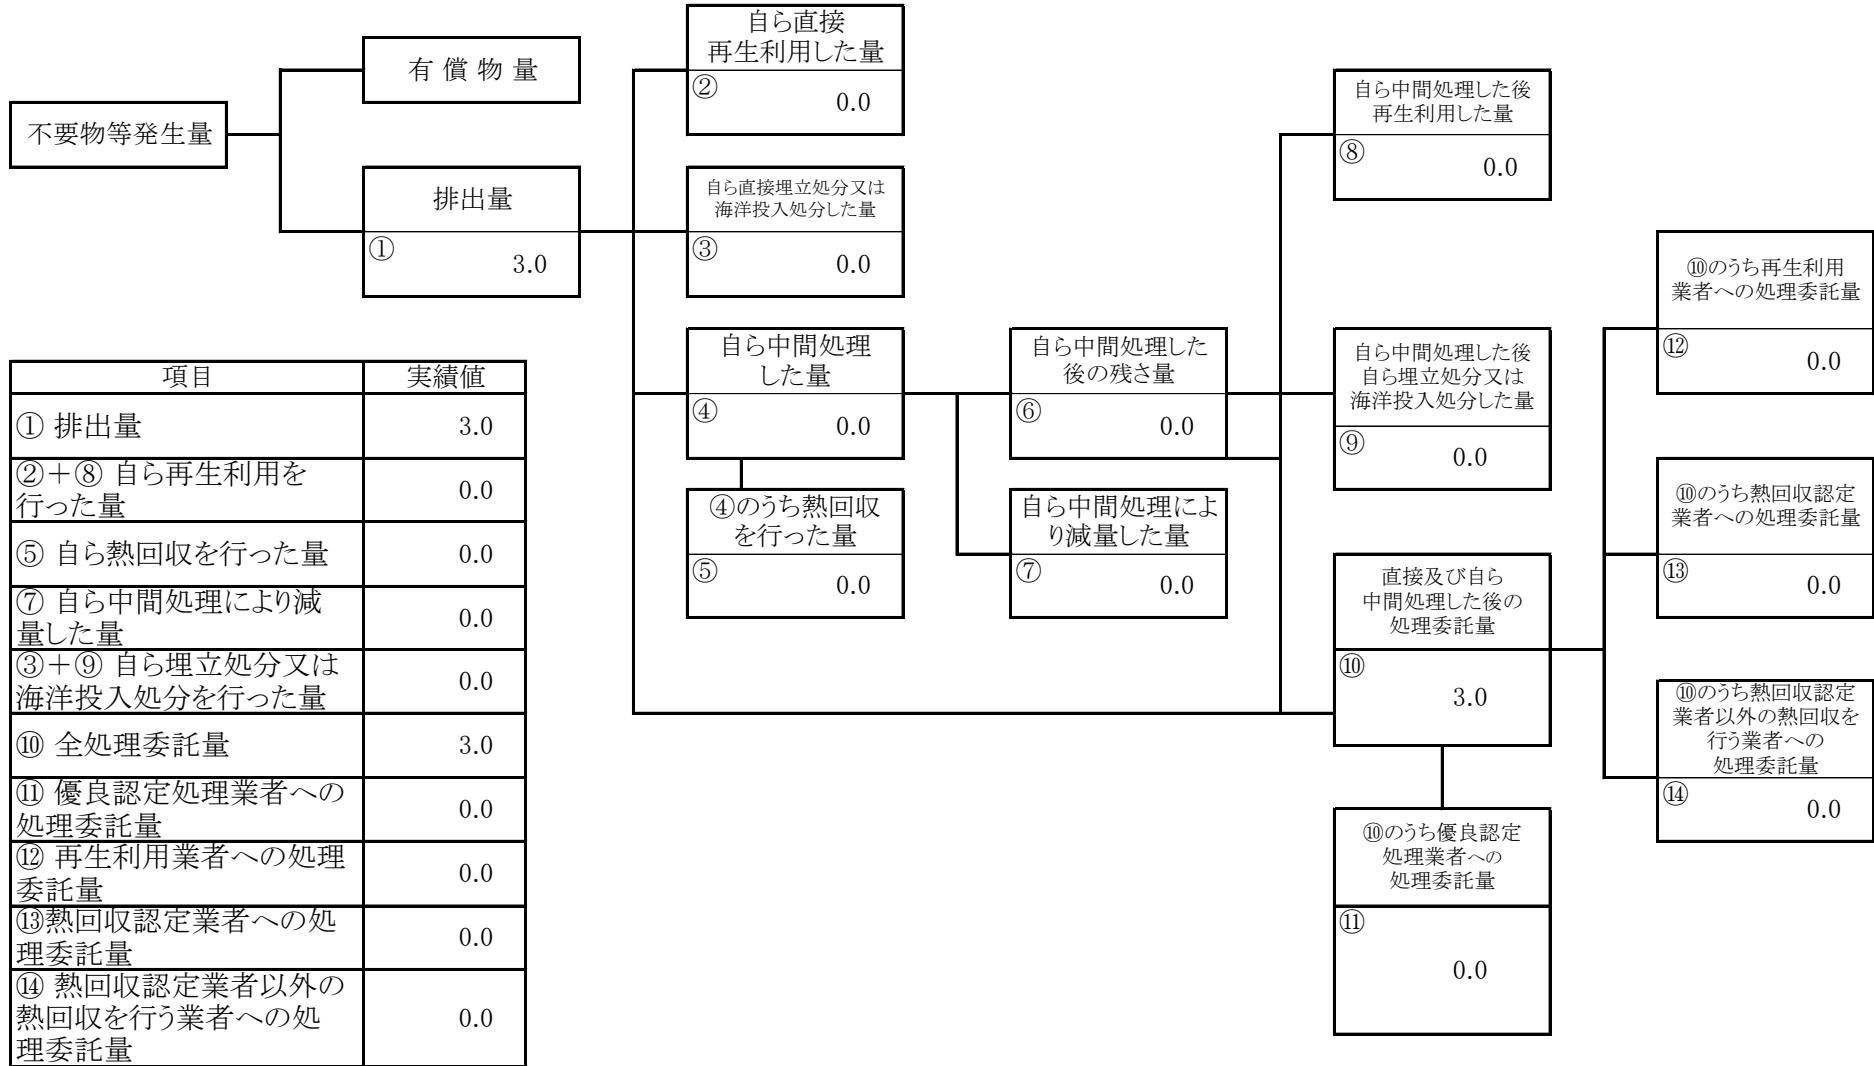 不要物等発生量
有償物量
排出量
①
3.0
自ら直接
再生利用した量
②
0.0
自ら直接埋立処分又は
海洋投入処分した量
③
0.0
自ら中間処理
した量
④
0.0
④のうち熱回収
を行った量
⑤
0.0
自ら中間処理した
後の残さ量
⑥
0.0
自ら中間処理によ
り減量した量
⑦
0.0
自ら中間処理した後
再生利用した量
⑧
0.0
自ら中間処理した後
自ら埋立処分又は
海洋投入処分した量
⑨
0.0
直接及び自ら
中間処理した後の
処理委託量
⑩
3.0
⑩のうち優良認定
処理業者への
処理委託量
⑪
0.0
⑩のうち再生利用
業者への処理委託量
⑫
0.0
⑩のうち熱回収認定
業者への処理委託量
⑬
0.0
⑩のうち熱回収認定
業者以外の熱回収を
行う業者への
処理委託量
⑭
0.0
項目 実績値
① 排出量 3.0
②＋⑧ 自ら再生利用を
行った量 0.0
⑤ 自ら熱回収を行った量 0.0
⑦ 自ら中間処理により減
量した量 0.0
③＋⑨ 自ら埋立処分又は
海洋投入処分を行った量 0.0
⑩ 全処理委託量 3.0
⑪ 優良認定処理業者への
処理委託量 0.0
⑫ 再生利用業者への処理
委託量 0.0
⑬熱回収認定業者への処
理委託量 0.0
⑭ 熱回収認定業者以外の
熱回収を行う業者への処
理委託量 0.0